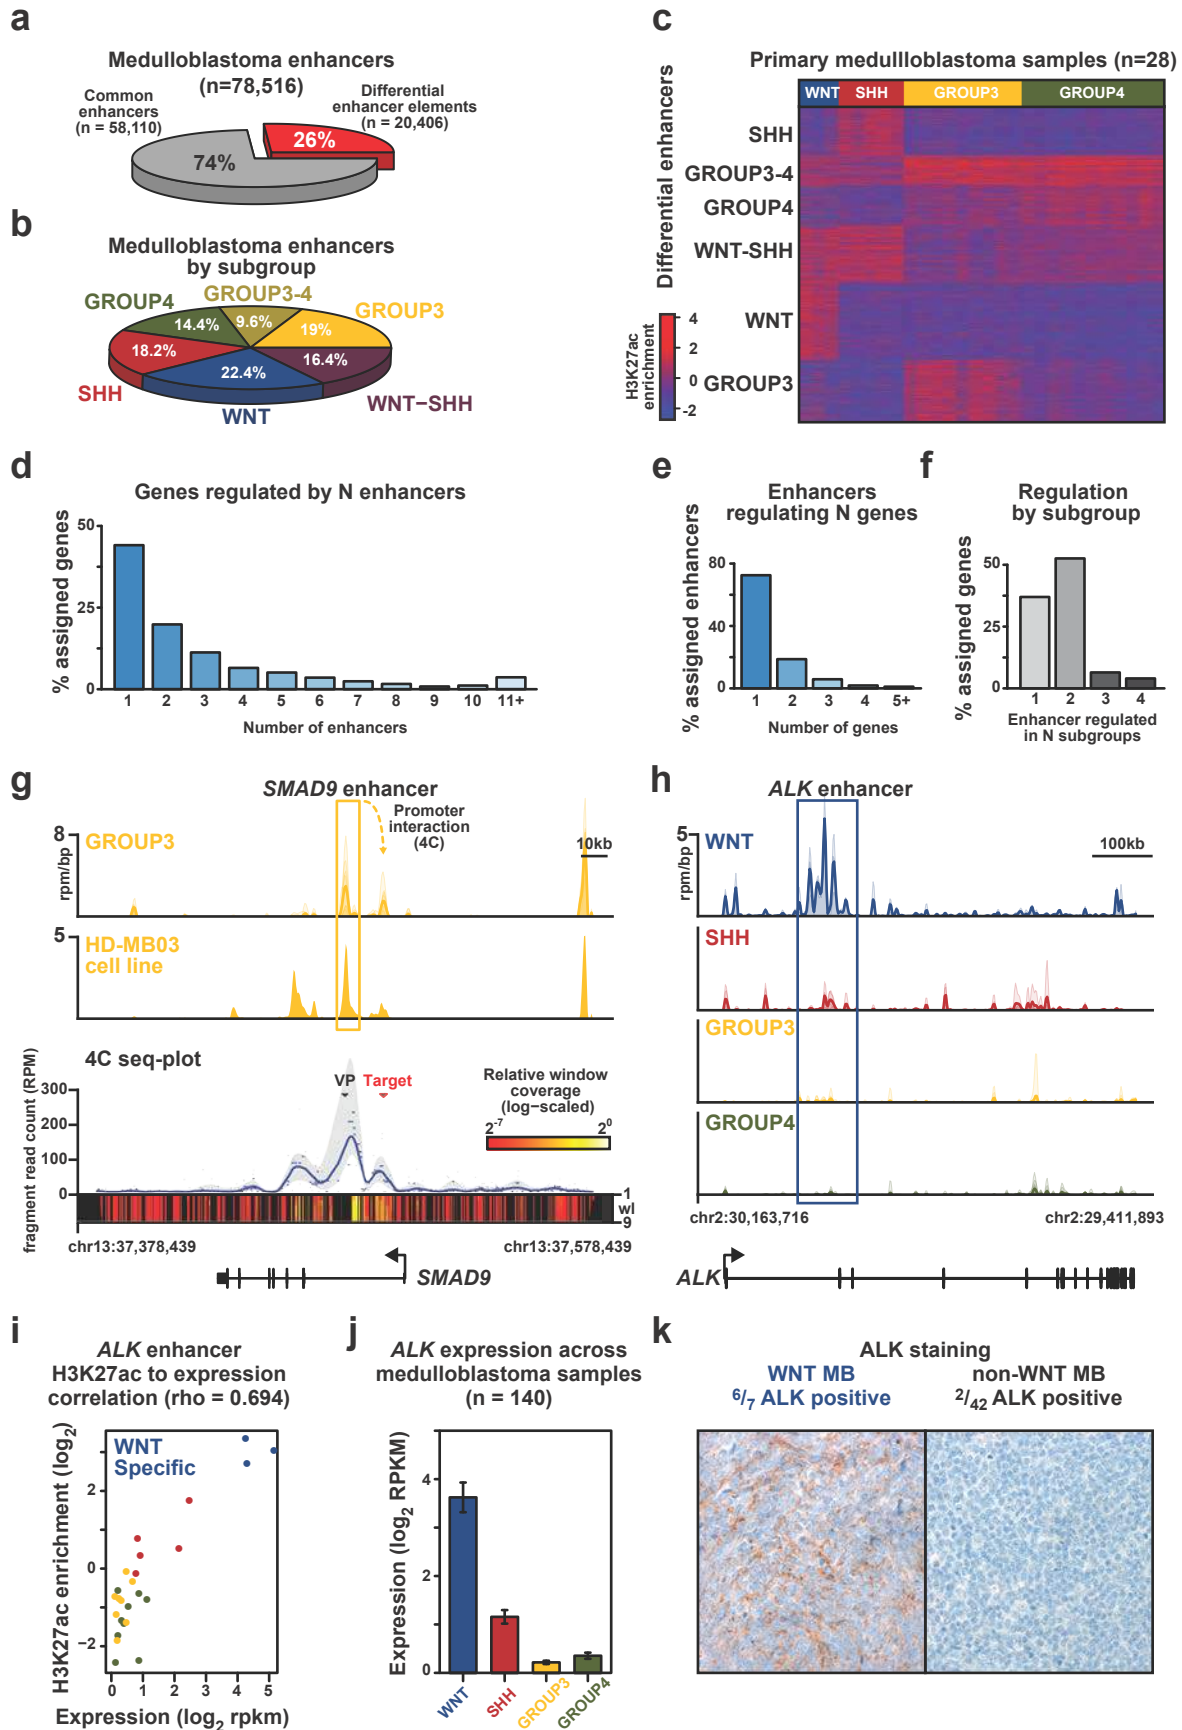 a
Medulloblastoma enhancers
(n=78,516)
Common
enhancers
(n = 58,110)
Differential
enhancer elements
(n = 20,406)
26%
74%
b
Medulloblastoma enhancers
by subgroup
GROUP4
GROUP3-4
GROUP3
14.4%
9.6%
19%
18.2%
22.4%
16.4%
SHH
WNT
WNT−SHH
c
Primary medullloblastoma samples (n=28)
WNT
SHH
GROUP3
GROUP4
Differential enhancers
SHH
GROUP3-4
GROUP4
WNT-SHH
WNT
GROUP3
H3K27ac
enrichment
4
2
0
-2
d
Genes regulated by N enhancers
% assigned genes
50
25
0
1 2 3 4 5 6 7 8 9 10 11+
Number of enhancers
e
Enhancers
regulating N genes
% assigned enhancers
80
40
0
1 2 3 4 5+
Number of genes
f
Regulation
by subgroup
% assigned genes
50
25
0
1 2 3 4
Enhancer regulated
in N subgroups
g
SMAD9 enhancer
Promoter
interaction
(4C)
10kb
8
rpm/bp
GROUP3
5
HD-MB03
cell line
4C seq-plot
fragment read count (RPM)
300
200
100
0
VP
Target
Relative window
coverage
(log−scaled)
2-7
20
1
wl
9
chr13:37,378,439
chr13:37,578,439
SMAD9
h
ALK enhancer
5
rpm/bp
WNT
100kb
SHH
GROUP3
GROUP4
chr2:30,163,716
chr2:29,411,893
ALK
i
ALK enhancer
H3K27ac to expression
correlation (rho = 0.694)
H3K27ac enrichment (log2)
WNT
Specific
2
0
−2
0 1 2 3 4 5
Expression (log2 rpkm)
j
ALK expression across
medulloblastoma samples
(n = 140)
Expression (log2 RPKM)
4
2
0
WNT
SHH
GROUP3
GROUP4
k
ALK staining
WNT MB
6/7 ALK positive
non-WNT MB
2/42 ALK positive